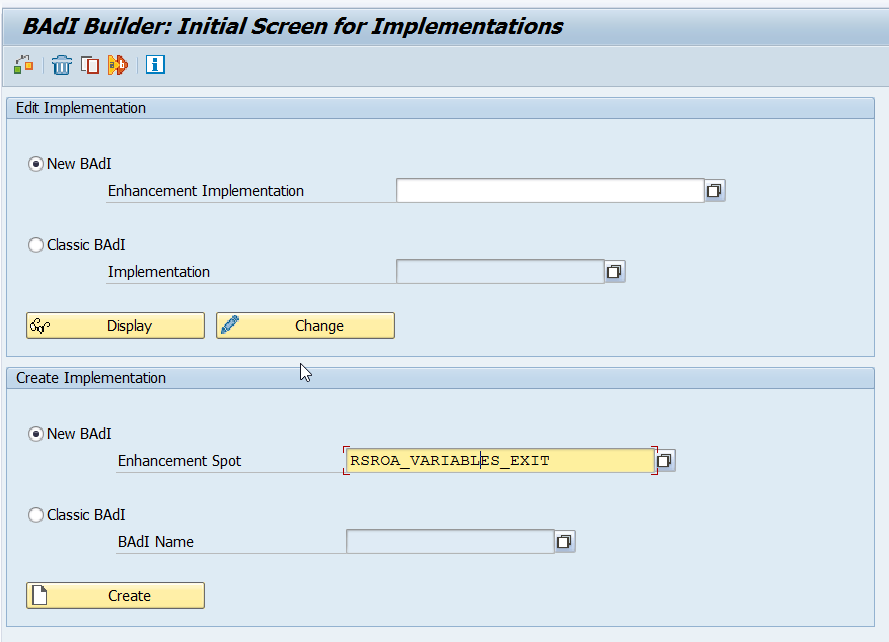 BAdI Builder: Initial Screen for Implementations
Edit Implementation
New BAdI
Enhancement Implementation
Classic BAdI
Implementation
Display
Change
Create Implementation
New BAdI
Enhancement Spot
RSROA_VARIABLES_EXIT
Classic BAdI
BAdI Name
Create